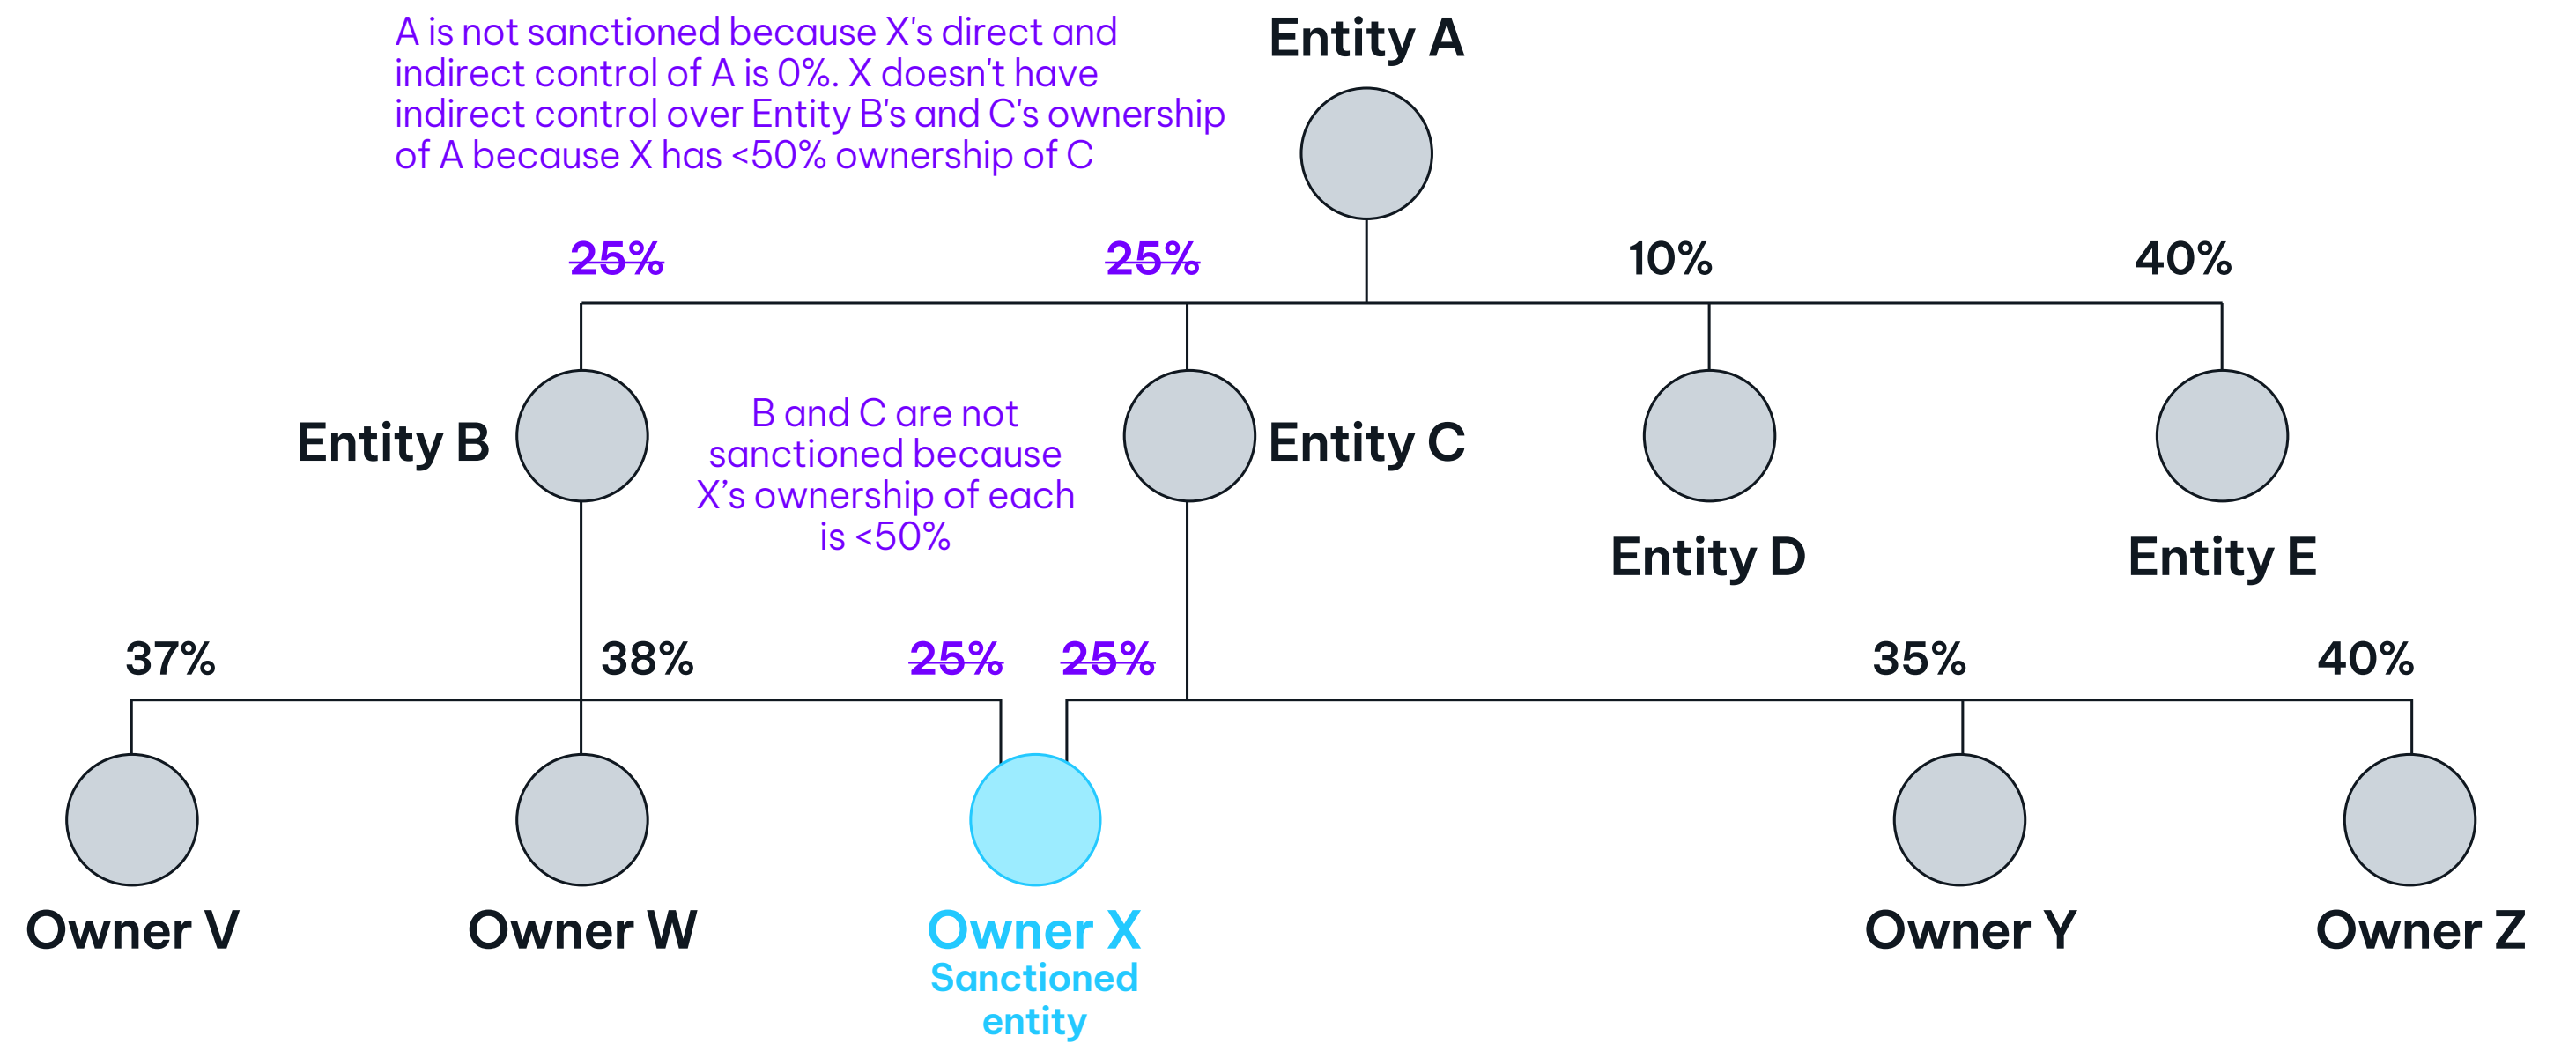 A is not sanctioned because X's direct and
indirect control of A is 0%. X doesn't have
indirect control over Entity B's and C's ownership
of A because X has <50% ownership of C
Entity A
25%
25%
10%
40%
Entity B
B and C are not
sanctioned because
X’s ownership of each
is <50%
Entity C
Entity D
Entity E
37%
38%
25%
25%
35%
40%
Owner V
Owner W
Owner X
Sanctioned
entity
Owner Y
Owner Z